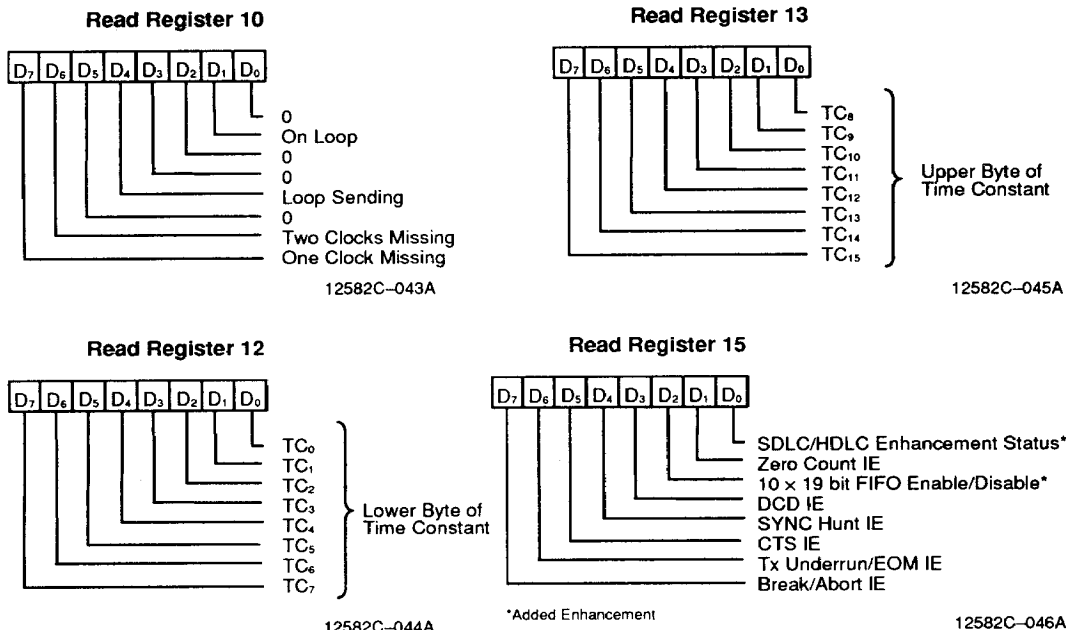 Read Register 10
D₇ D₆ D₅ D₄ D₃ D₂ D₁ D₀
0
On Loop
0
0
Loop Sending
0
Two Clocks Missing
One Clock Missing
12582C–043A
Read Register 13
D₇ D₆ D₅ D₄ D₃ D₂ D₁ D₀
TC₈
TC₉
TC₁₀
TC₁₁
TC₁₂
TC₁₃
TC₁₄
TC₁₅
Upper Byte of
Time Constant
12582C–045A
Read Register 12
D₇ D₆ D₅ D₄ D₃ D₂ D₁ D₀
TC₀
TC₁
TC₂
TC₃
TC₄
TC₅
TC₆
TC₇
Lower Byte of
Time Constant
12582C–044A
Read Register 15
D₇ D₆ D₅ D₄ D₃ D₂ D₁ D₀
SDLC/HDLC Enhancement Status*
Zero Count IE
10 × 19 bit FIFO Enable/Disable*
DCD IE
SYNC Hunt IE
CTS IE
Tx Underrun/EOM IE
Break/Abort IE
*Added Enhancement
12582C–046A